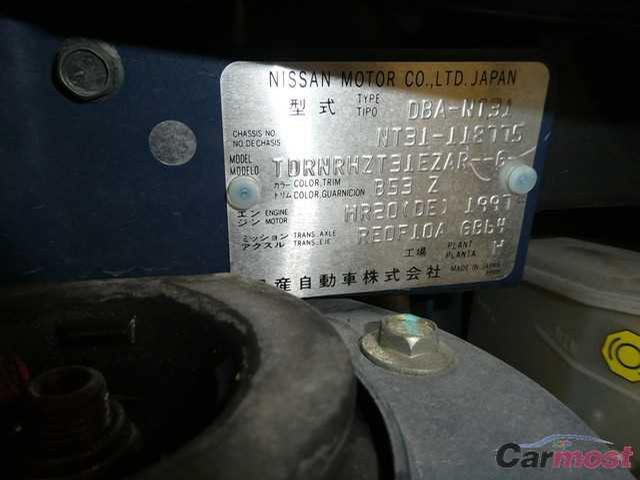 NISSAN MOTOR CO.,LTD. JAPAN
型式 TYPE TIPO DBA-NT31
CHASSIS NO. NO.DECHASIS NT31-118775
MODEL MODELO TDRNRHZT31EZAR--G-
カラー COLOR,TRIM トリム COLOR,GUARNICION B53 Z
エンジン ENGINE MOTOR MR20(DE) 1997
ミッション アクスル TRANS.AXLE TRANS.EJE RE0F10A GB64
工場 PLANT PLANTA
産自動車株式会社 MADE IN JAPAN
Carmost